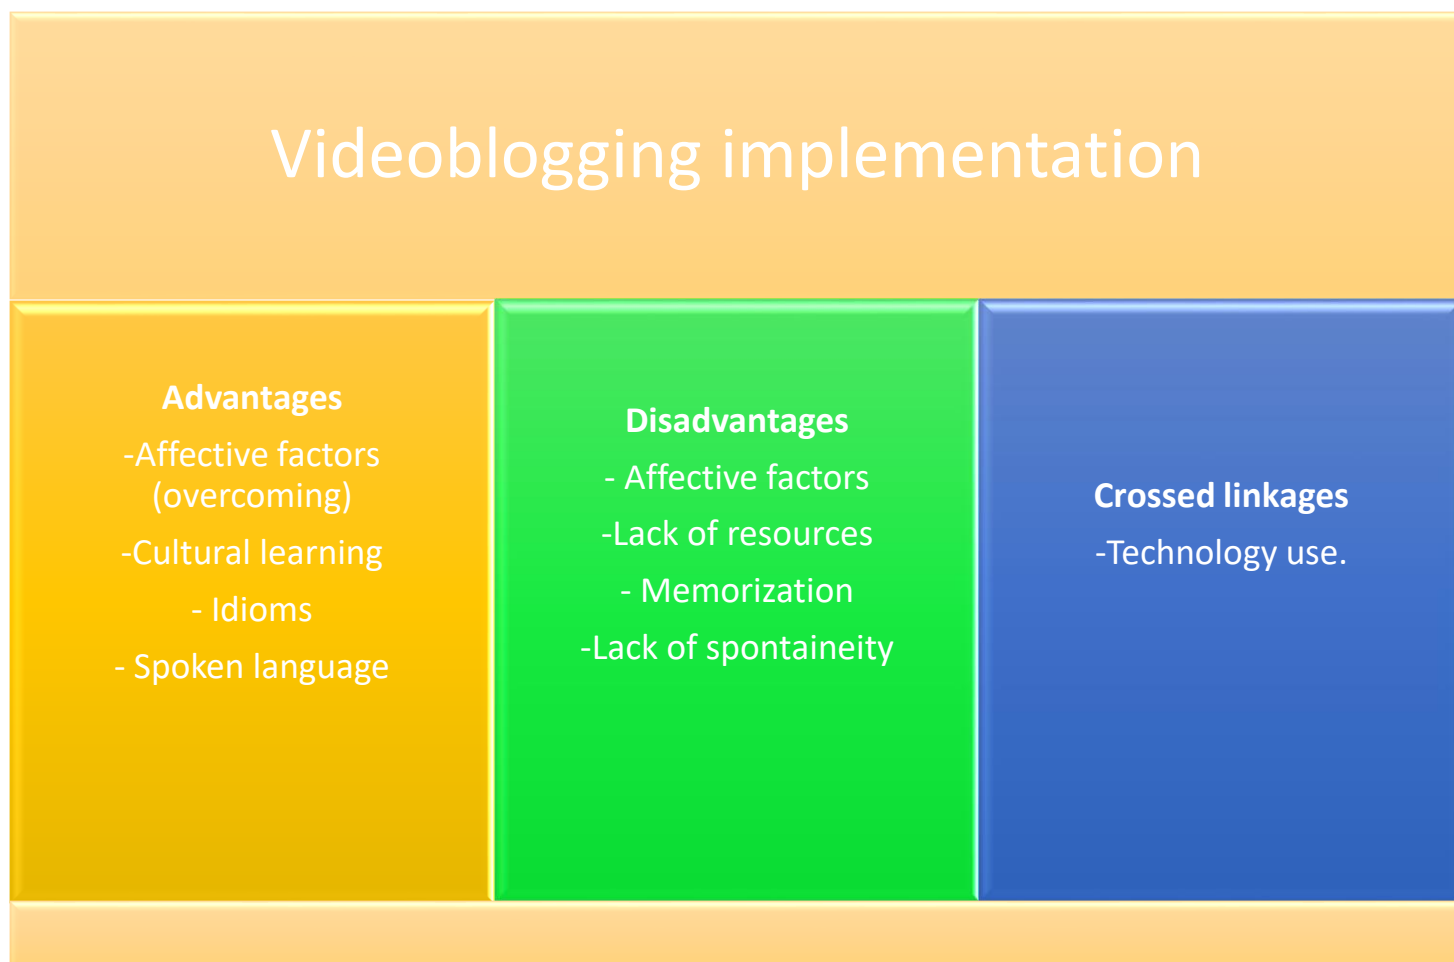 Videoblogging implementation
Advantages
-Affective factors
(overcoming)
-Cultural learning
- Idioms
- Spoken language
Disadvantages
- Affective factors
-Lack of resources
- Memorization
-Lack of spontaineity
Crossed linkages
-Technology use.